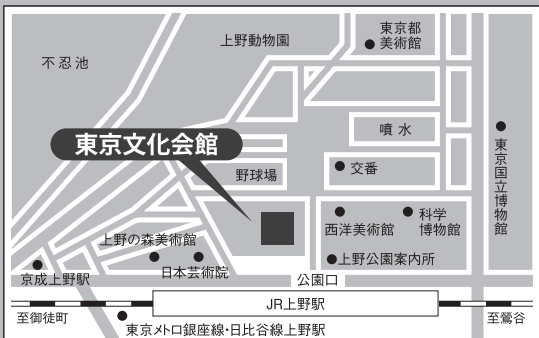 上野動物園
東京都
美術館
不忍池
東京文化会館
噴水
野球場
交番
東京国立博物館
西洋美術館
科学
博物館
上野の森美術館
日本芸術院
上野公園案内所
京成上野駅
公園口
JR上野駅
至御徒町
至鶯谷
東京メトロ銀座線・日比谷線上野駅